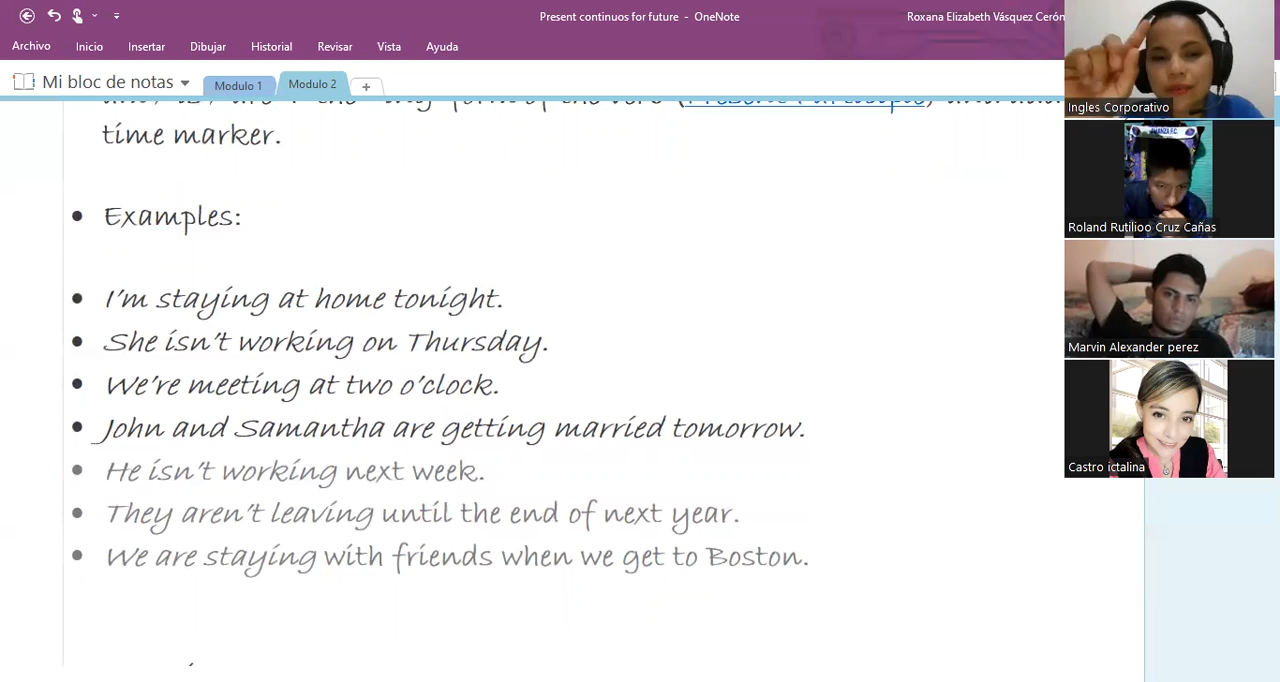 Present continuos for future - OneNote
Roxana Elizabeth Vásquez Cerón
Archivo Inicio Insertar Dibujar Historial Revisar Vista Ayuda
Mi bloc de notas Modulo 1 Modulo 2 +
time marker.
Examples:
I'm staying at home tonight.
She isn't working on Thursday.
We're meeting at two o'clock.
John and Samantha are getting married tomorrow.
He isn't working next week.
They aren't leaving until the end of next year.
We are staying with friends when we get to Boston.
Ingles Corporativo
Roland Rutilioo Cruz Cañas
Marvin Alexander perez
Castro ictalina